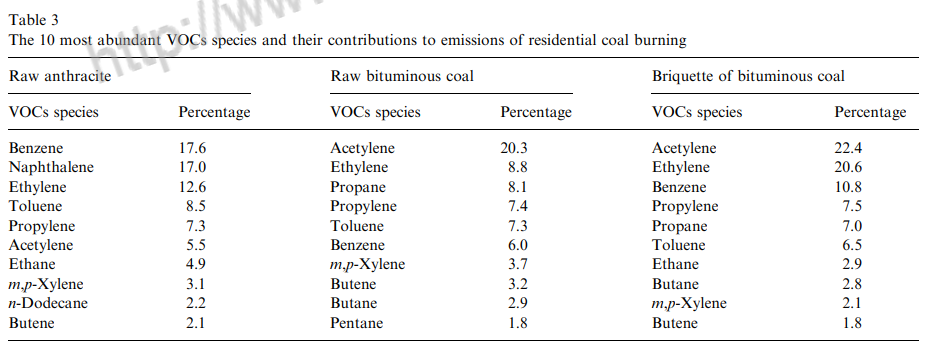 Table 3
The 10 most abundant VOCs species and their contributions to emissions of residential coal burning
Raw anthracite Raw bituminous coal Briquette of bituminous coal
VOCs species Percentage VOCs species Percentage VOCs species Percentage
Benzene 17.6 Acetylene 20.3 Acetylene 22.4
Naphthalene 17.0 Ethylene 8.8 Ethylene 20.6
Ethylene 12.6 Propane 8.1 Benzene 10.8
Toluene 8.5 Propylene 7.4 Propylene 7.5
Propylene 7.3 Toluene 7.3 Propane 7.0
Acetylene 5.5 Benzene 6.0 Toluene 6.5
Ethane 4.9 m,p-Xylene 3.7 Ethane 2.9
m,p-Xylene 3.1 Butene 3.2 Butane 2.8
n-Dodecane 2.2 Butane 2.9 m,p-Xylene 2.1
Butene 2.1 Pentane 1.8 Butene 1.8